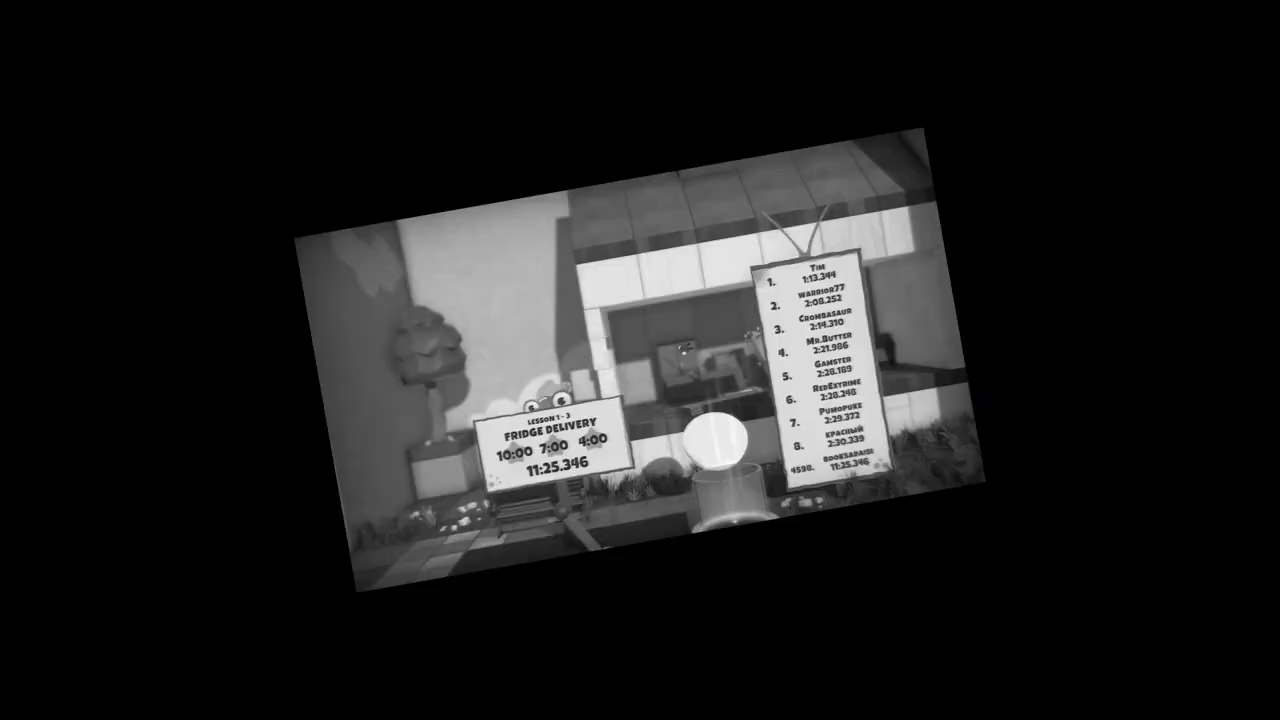 LESSON 1 - 3
FRIDGE DELIVERY
10:00 7:00 4:00
11:25.346
1. TIM
1:13.344
2. WARRIOR77
2:08.252
3. CROMBASAUR
2:14.310
4. MR.BUTTER
2:21.986
5. GAMSTER
2:28.189
6. REDEXTRIME
2:28.248
7. PUMOPUKE
2:29.372
8. КРАСНЫЙ
2:30.339
4598. BOOKSARAISI
11:25.346